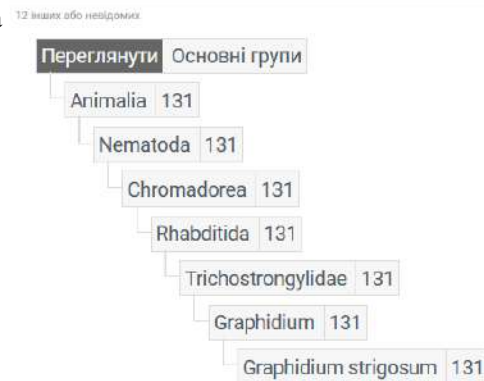 12 інших або невідомих
Переглянути Основні групи
Animalia 131
Nematoda 131
Chromadorea 131
Rhabditida 131
Trichostrongylidae 131
Graphidium 131
Graphidium strigosum 131